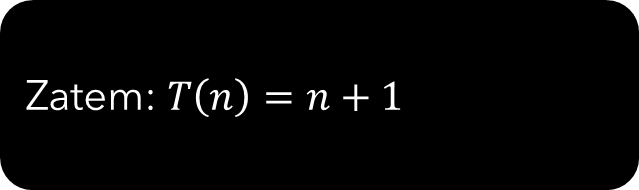 Zatem: T(n) = n + 1